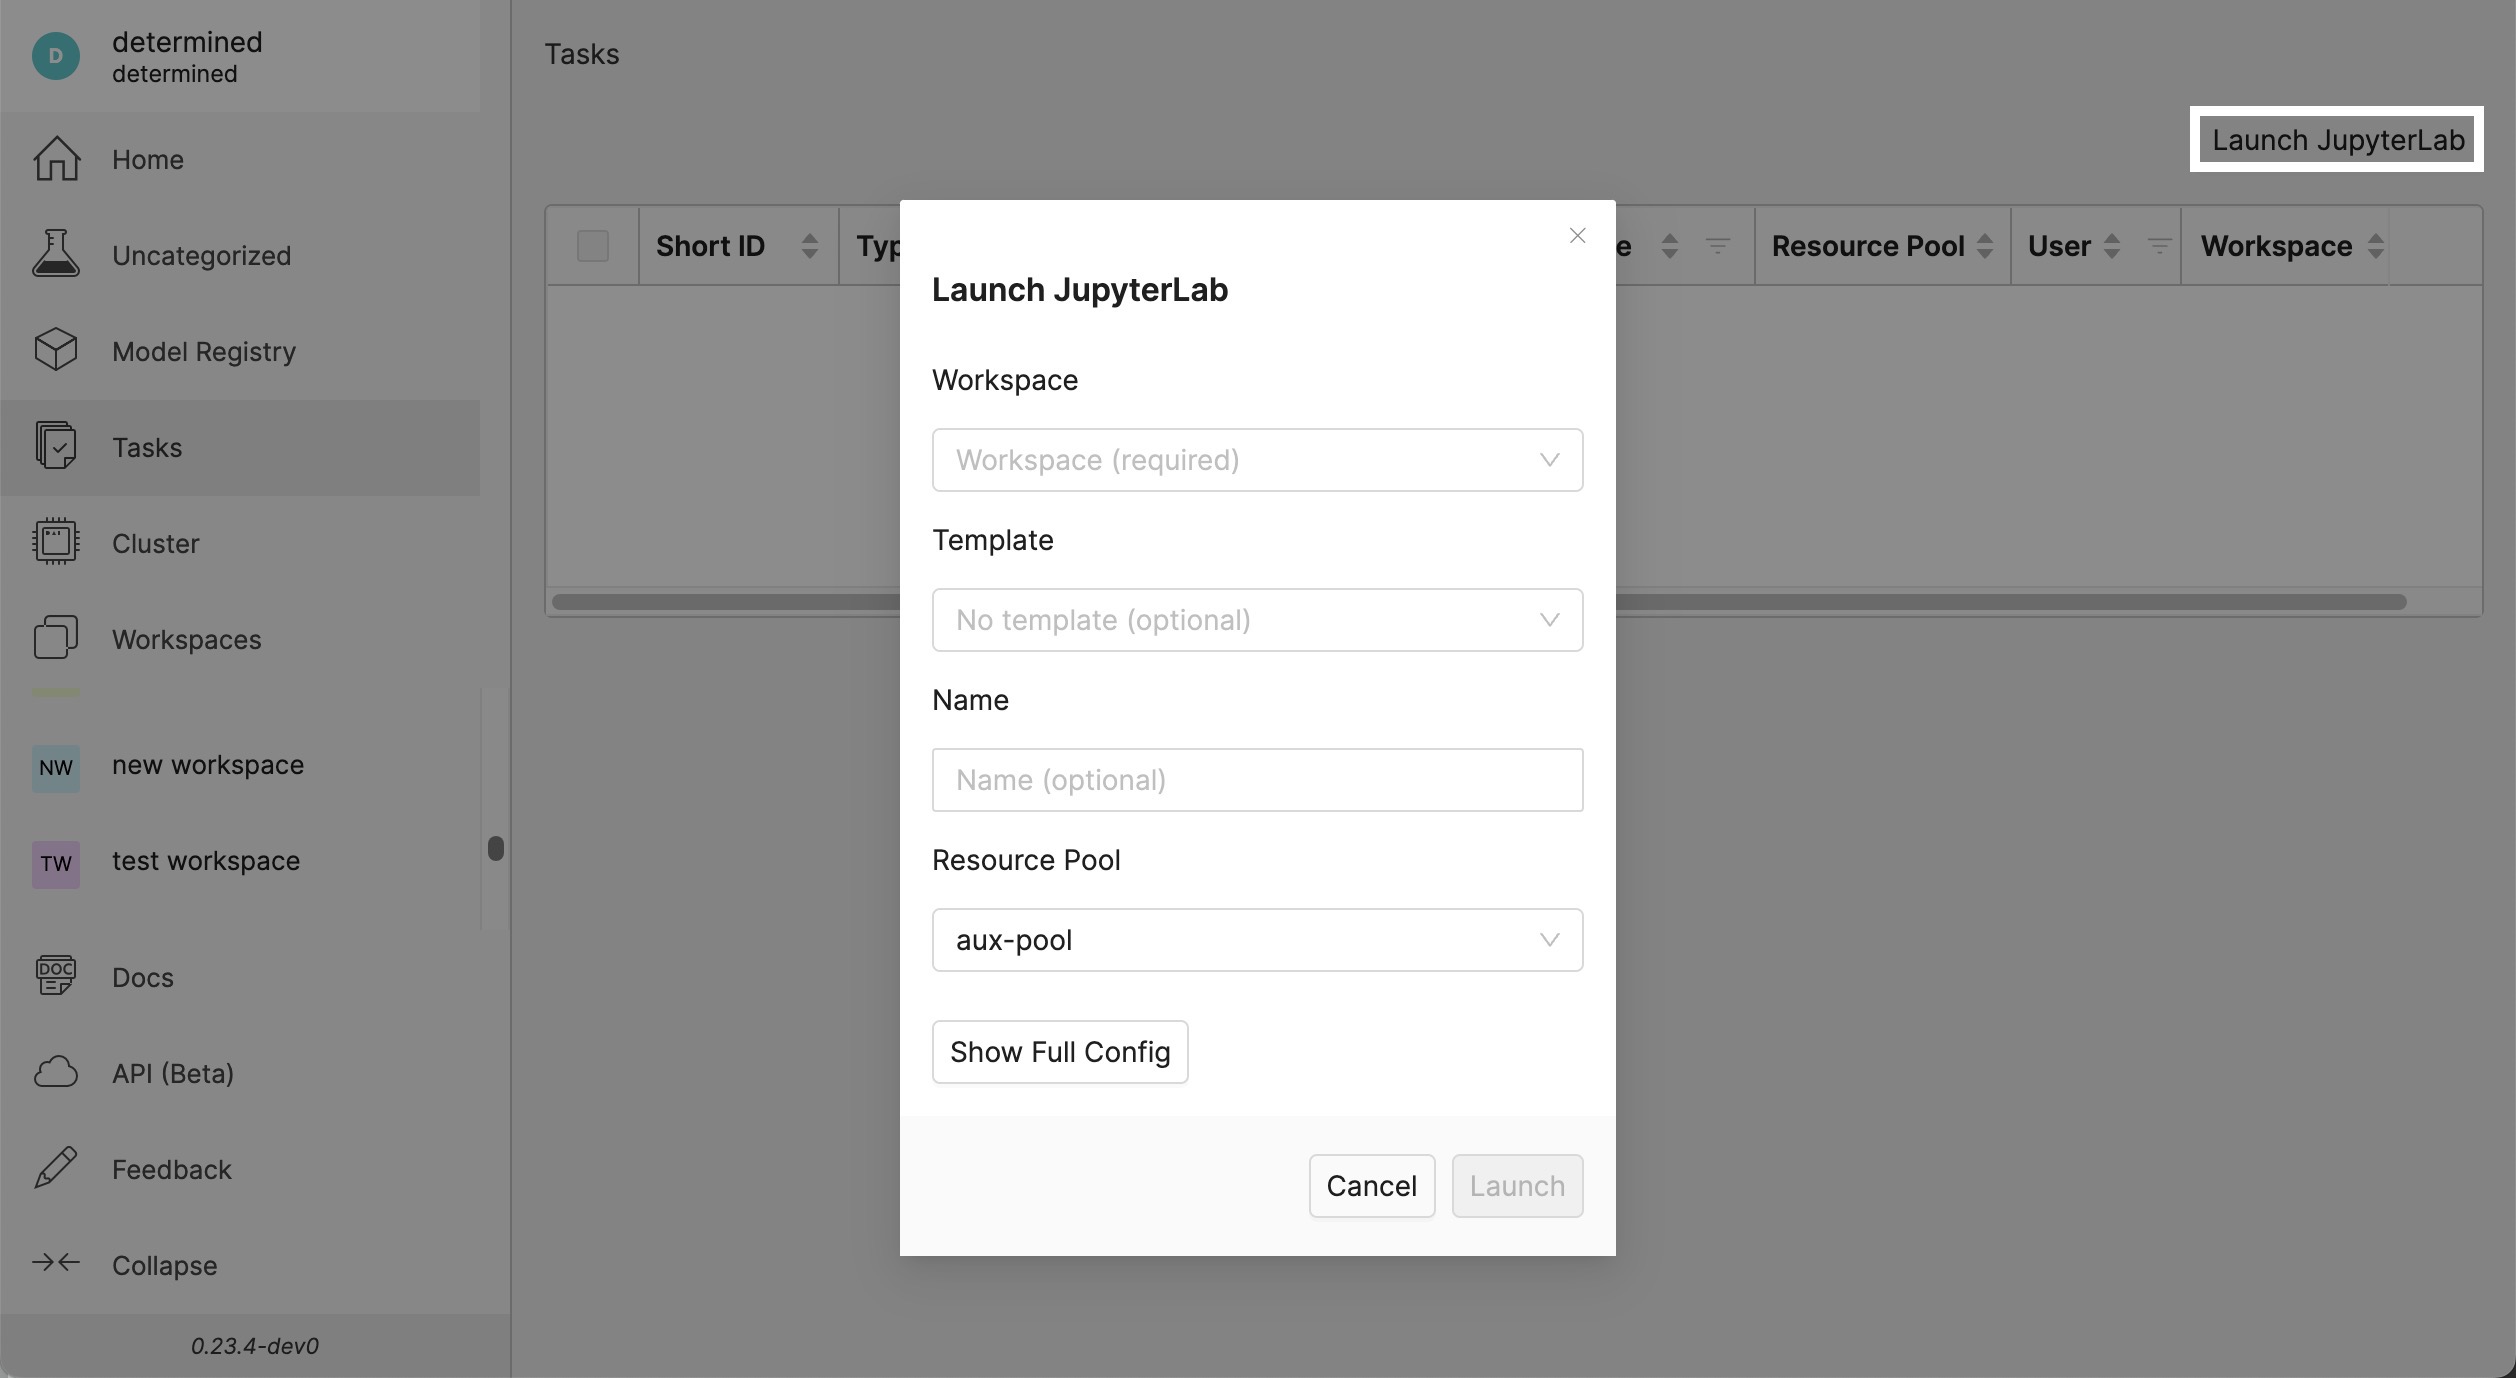 D
determined
determined
Home
Uncategorized
Model Registry
Tasks
Cluster
Workspaces
NW
new workspace
TW
test workspace
DOC
Docs
API (Beta)
Feedback
Collapse
0.23.4-dev0
Tasks
Launch JupyterLab
Short ID
Typ
e
Resource Pool
User
Workspace
Launch JupyterLab
Workspace
Workspace (required)
Template
No template (optional)
Name
Name (optional)
Resource Pool
aux-pool
Show Full Config
Cancel
Launch